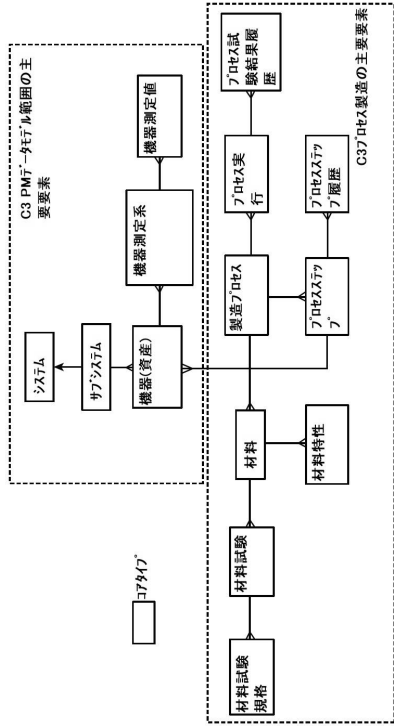 C3 PMデータモデル範囲の主
要要素
システム
サブシステム
機器(資産)
機器測定系
機器測定値
コアタイプ
材料試験
規格
材料試験
材料
材料特性
製造プロセス
プロセス実
行
プロセス試
験結果履
歴
プロセスステッ
プ
プロセスステッ
プ履歴
C3プロセス製造の主要要素